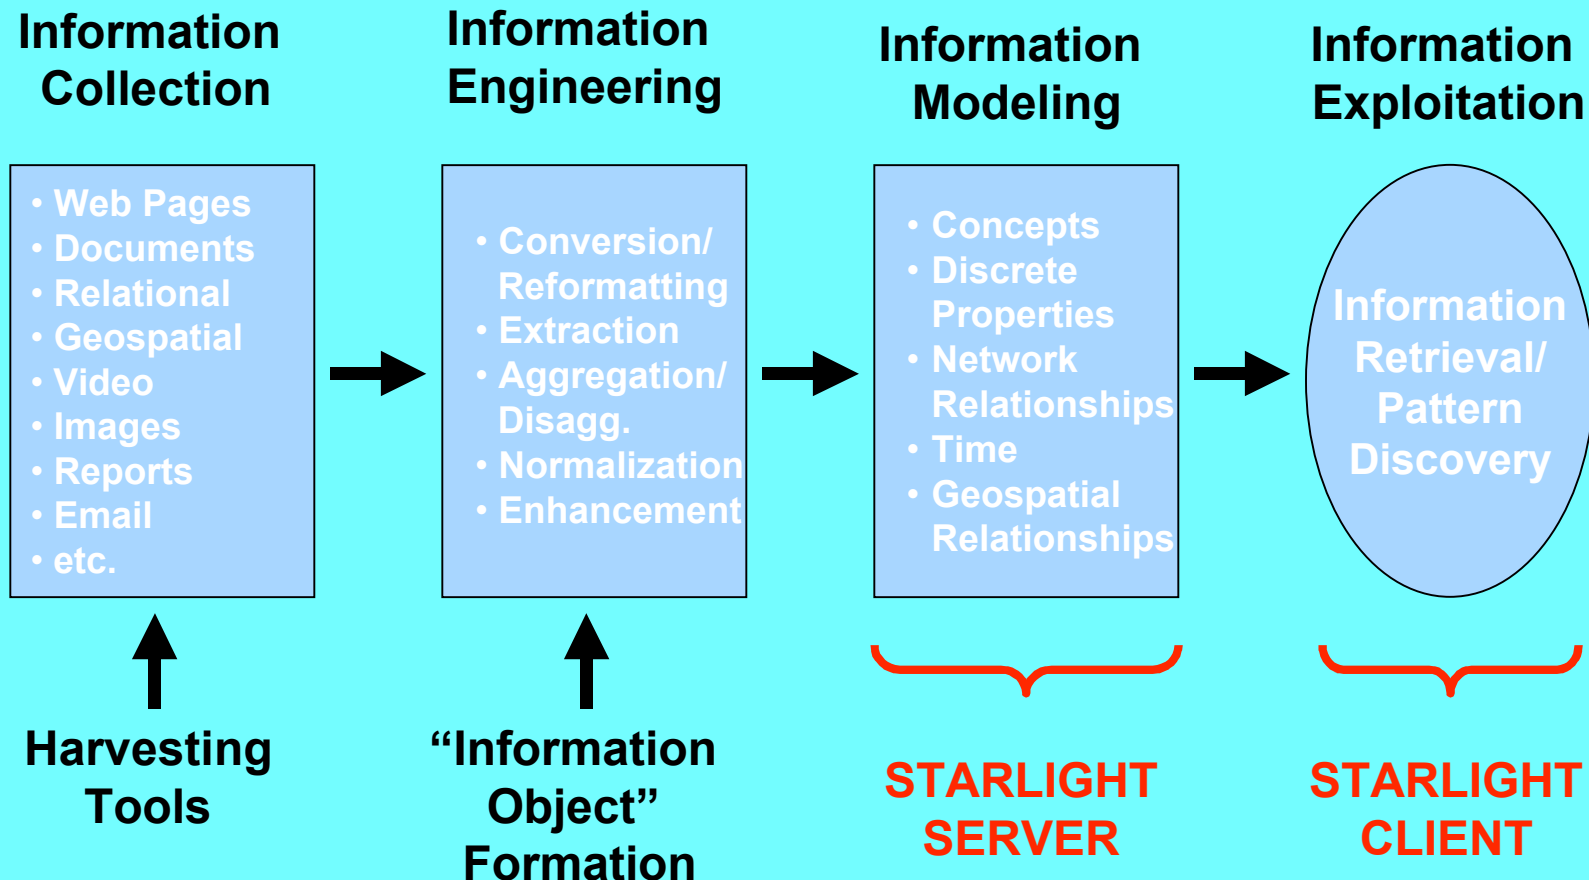 Information
Collection
Information
Engineering
Information
Modeling
Information
Exploitation
• Web Pages
• Documents
• Relational
• Geospatial
• Video
• Images
• Reports
• Email
• etc.
• Conversion/
Reformatting
• Extraction
• Aggregation/
Disagg.
• Normalization
• Enhancement
• Concepts
• Discrete
Properties
• Network
Relationships
• Time
• Geospatial
Relationships
Information
Retrieval/
Pattern
Discovery
Harvesting
Tools
“Information
Object”
Formation
STARLIGHT
SERVER
STARLIGHT
CLIENT